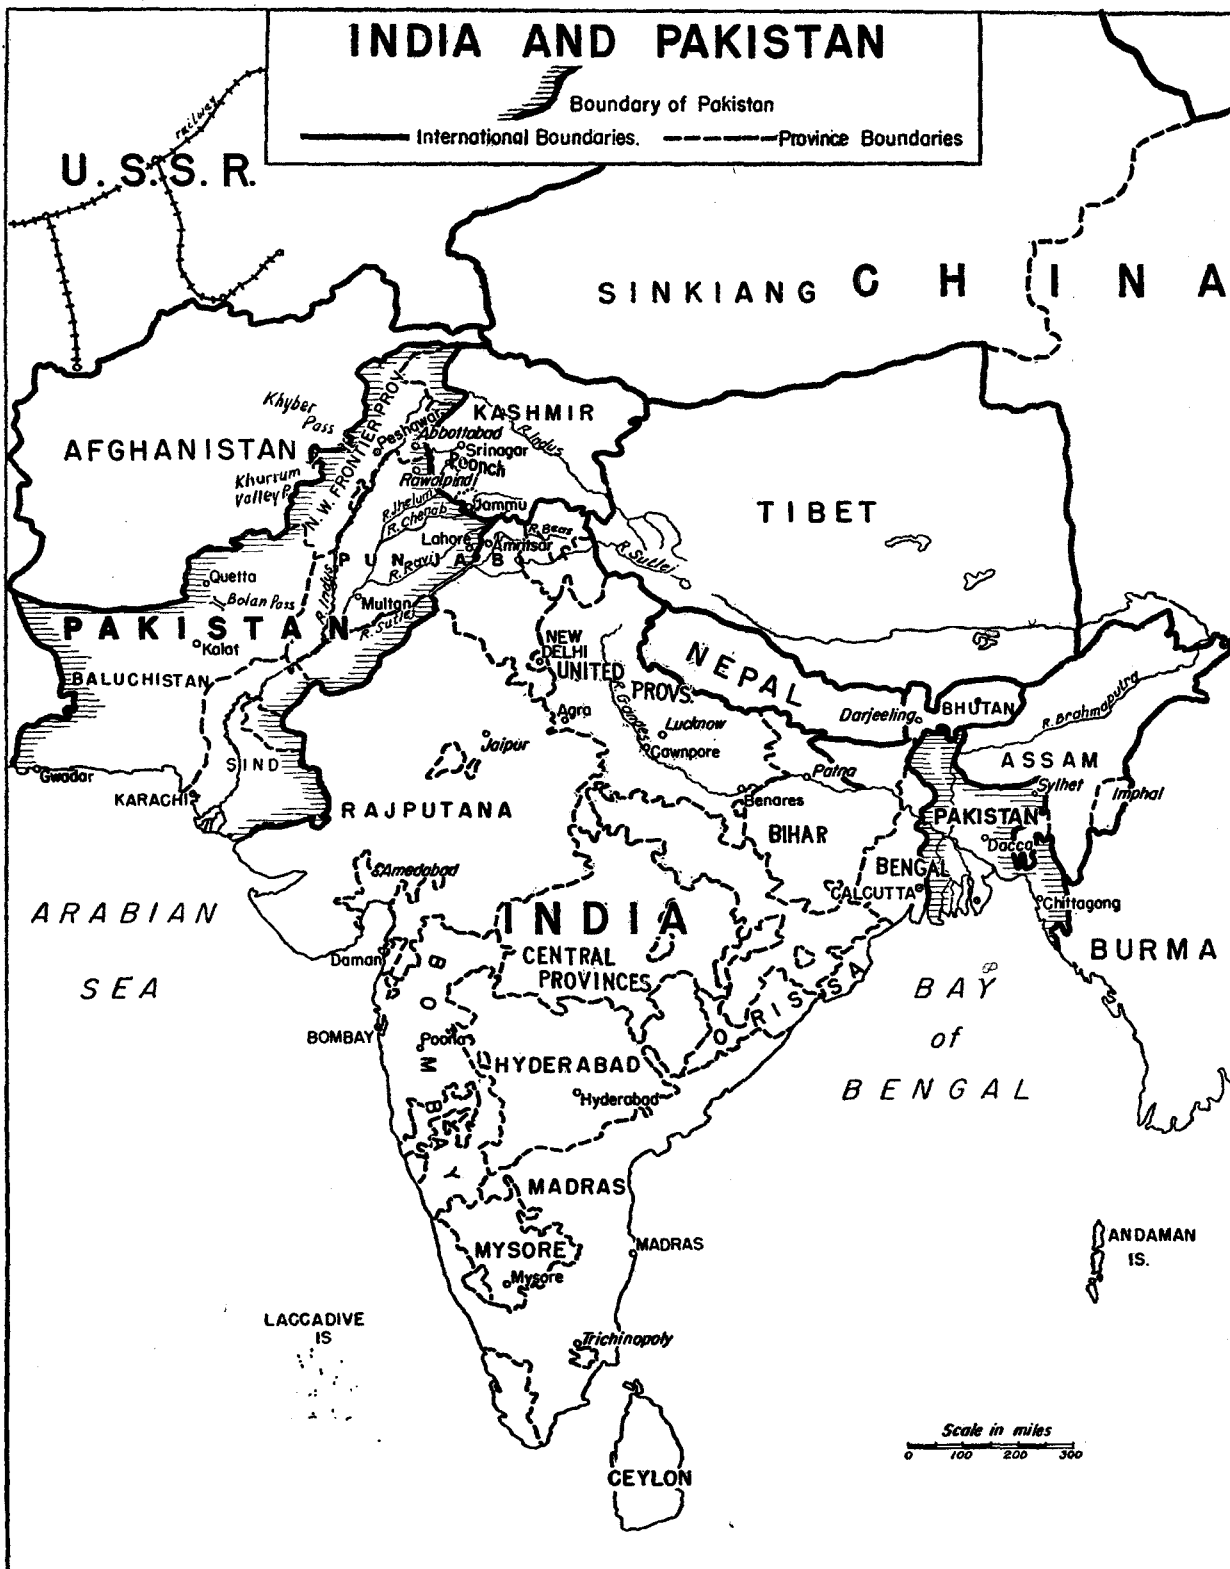 INDIA AND PAKISTAN
Boundary of Pakistan
International Boundaries.
Province Boundaries
railway
U.S.S.R.
SINKIANG
CHINA
Khyber
Pass
AFGHANISTAN
Khurrum
Valley P.
N.W. FRONTIER PROV.
Peshawar
KASHMIR
R. Indus
Abbottabad
Srinagar
Poonch
Rawalpindi
R. Jhelum
R. Chenab
Jammu
TIBET
Lahore
Amritsar
R. Beas
R. Sutlej
PUNJAB
R. Ravi
Quetta
Bolan Pass
R. Indus
Multan
R. Sutlej
PAKISTAN
Kalat
BALUCHISTAN
NEW
DELHI
UNITED
PROVS.
NEPAL
R. Ganges
Agra
Lucknow
Cawnpore
Darjeeling
BHUTAN
R. Brahmaputra
Jaipur
Gwadar
SIND
KARACHI
RAJPUTANA
Patna
Benares
ASSAM
Sylhet
Imphal
BIHAR
PAKISTAN
Dacca
BENGAL
CALCUTTA
Chittagong
Amedabad
ARABIAN
SEA
INDIA
CENTRAL
PROVINCES
Daman
BOMBAY
ORISSA
BURMA
BAY
of
BENGAL
BOMBAY
Poona
HYDERABAD
Hyderabad
MADRAS
MYSORE
Mysore
MADRAS
ANDAMAN
IS.
LACCADIVE
IS
Trichinopoly
CEYLON
Scale in miles
0 100 200 300